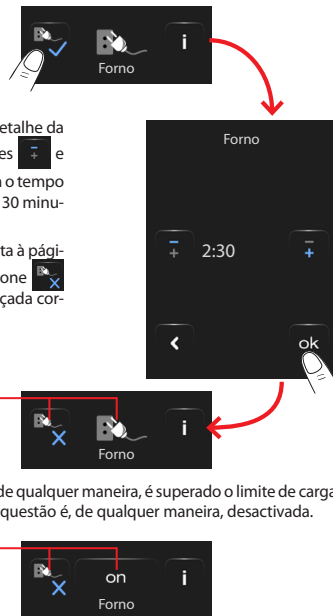 i
Forno
etalhe da
es e
o tempo
30 minu-
ta à pági-
one
çada cor-
Forno
2:30
ok
i
Forno
de qualquer maneira, é superado o limite de carga
questão é, de qualquer maneira, desactivada.
on
i
Forno